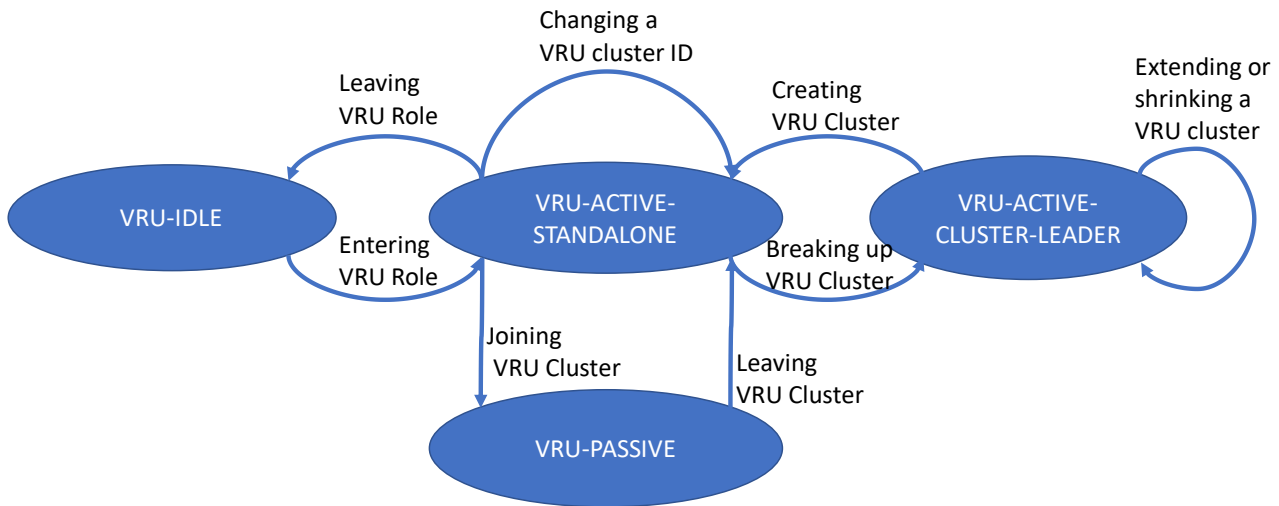 Changing a
VRU cluster ID
Leaving
VRU Role
Creating
VRU Cluster
Extending or
shrinking a
VRU cluster
VRU-IDLE
VRU-ACTIVE-
STANDALONE
VRU-ACTIVE-
CLUSTER-LEADER
Entering
VRU Role
Breaking up
VRU Cluster
Joining
VRU Cluster
Leaving
VRU Cluster
VRU-PASSIVE